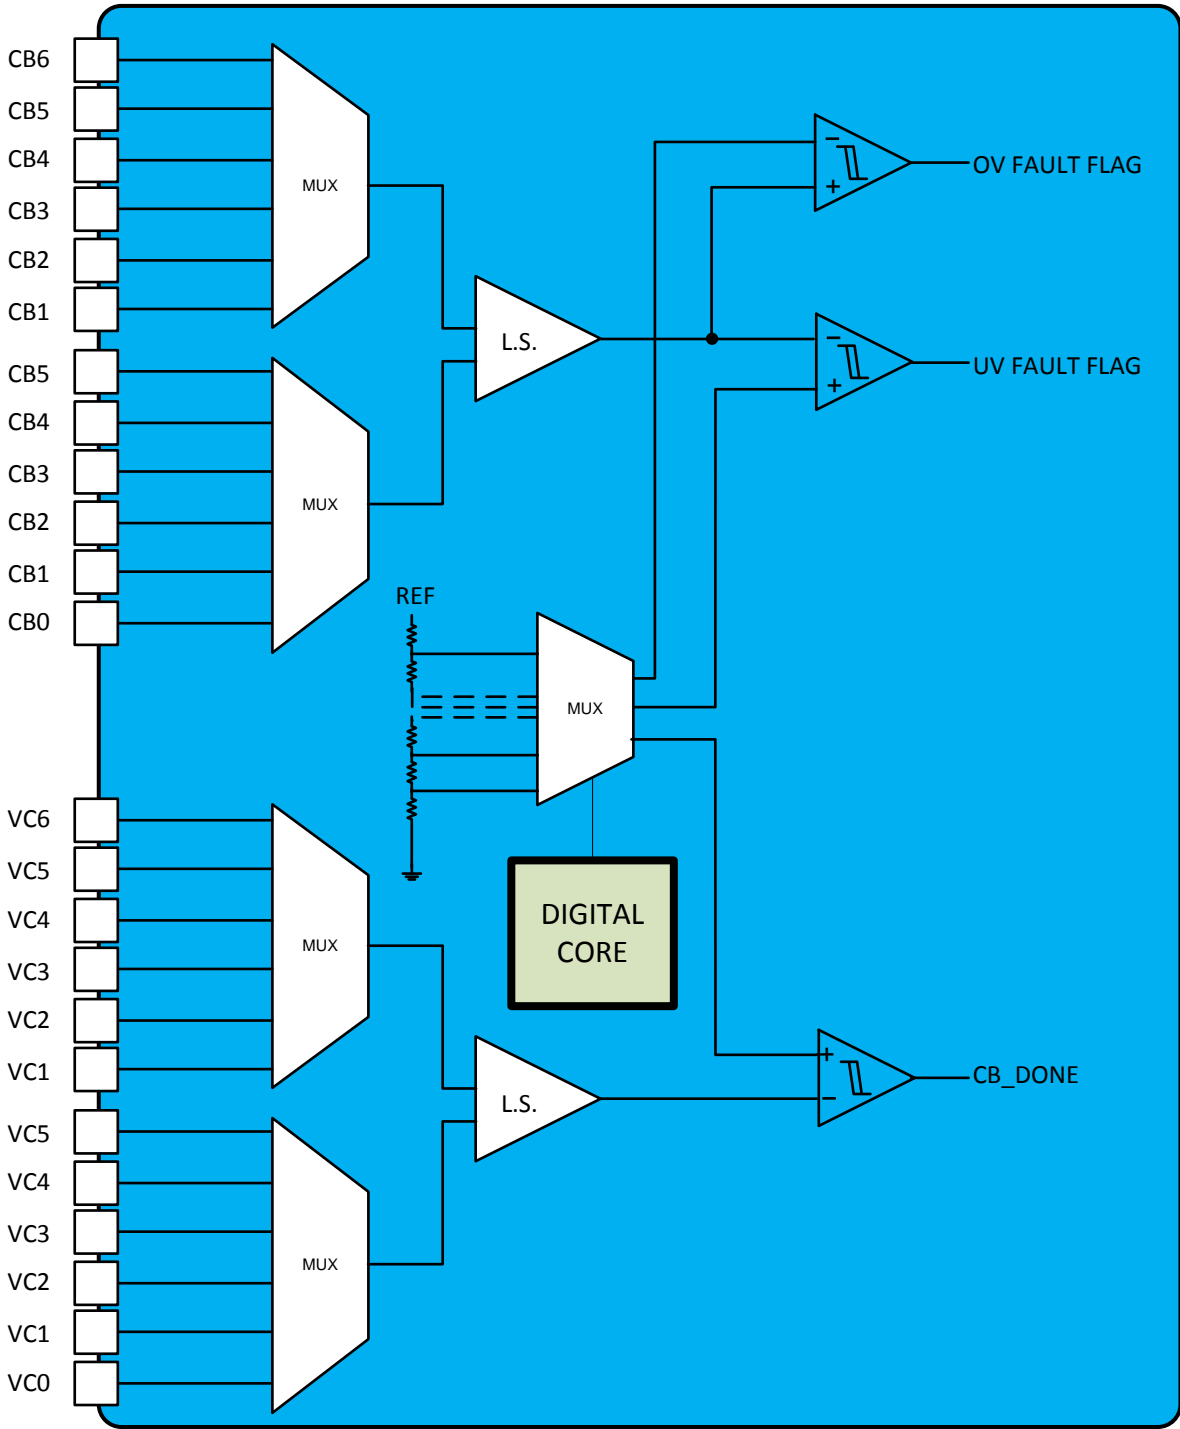 CB6
CB5
CB4
CB3
CB2
CB1
MUX
CB5
CB4
CB3
CB2
CB1
CB0
MUX
L.S.
−
+
OV FAULT FLAG
−
+
UV FAULT FLAG
REF
MUX
DIGITAL
CORE
VC6
VC5
VC4
VC3
VC2
VC1
MUX
VC5
VC4
VC3
VC2
VC1
VC0
MUX
L.S.
+
−
CB_DONE